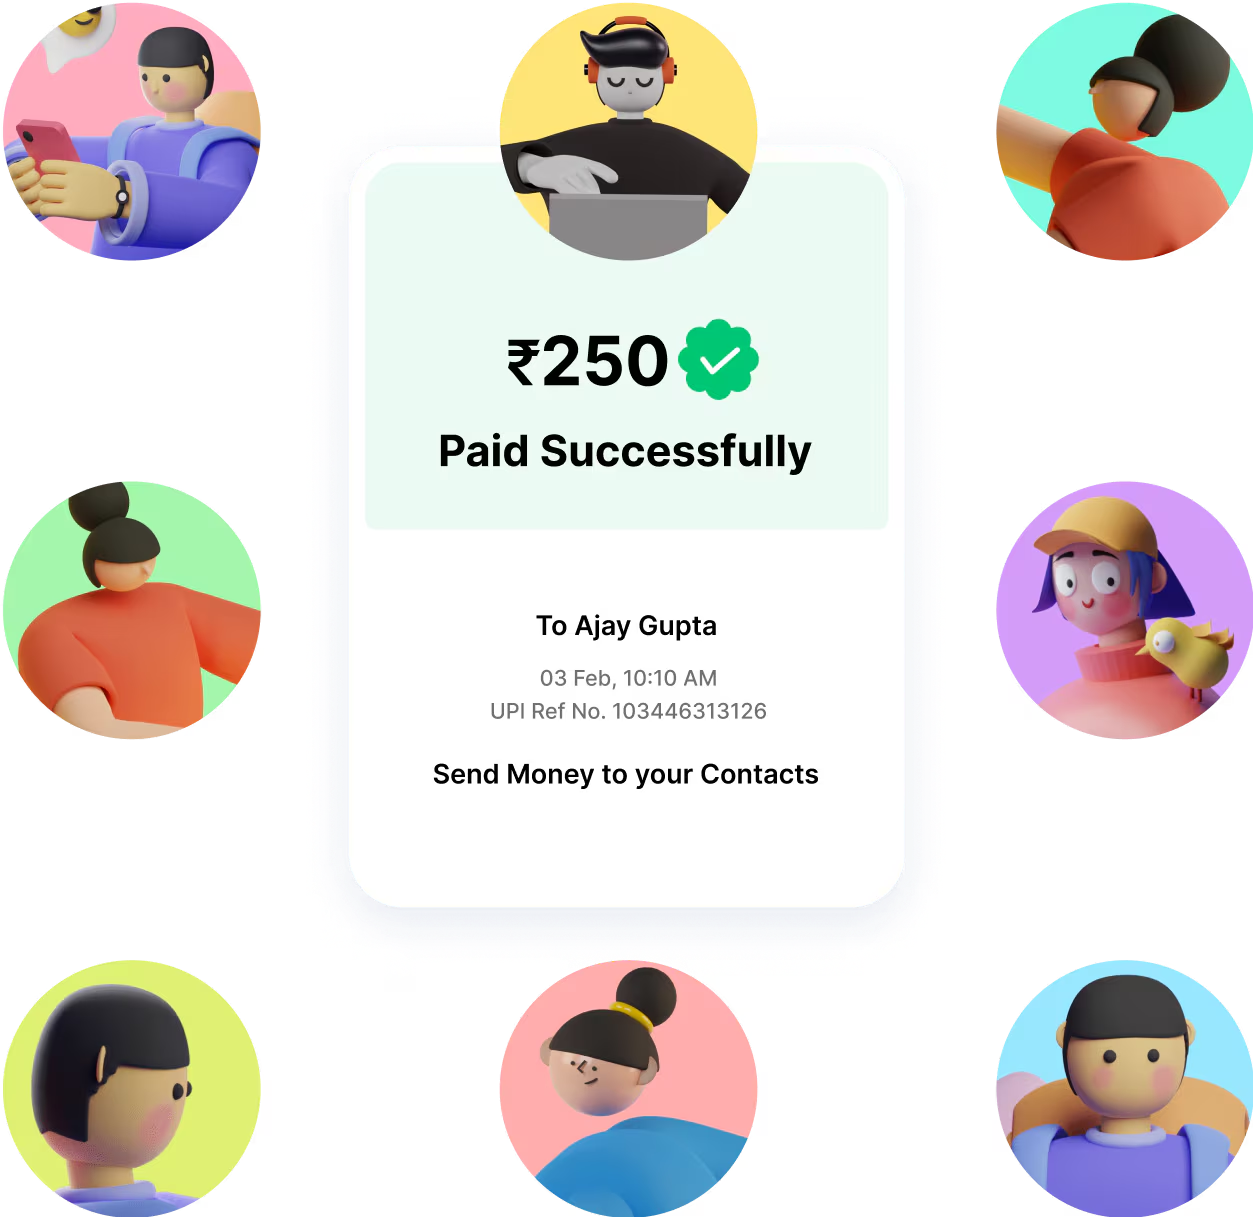 ₹250
Paid Successfully
To Ajay Gupta
03 Feb, 10:10 AM
UPI Ref No. 103446313126
Send Money to your Contacts